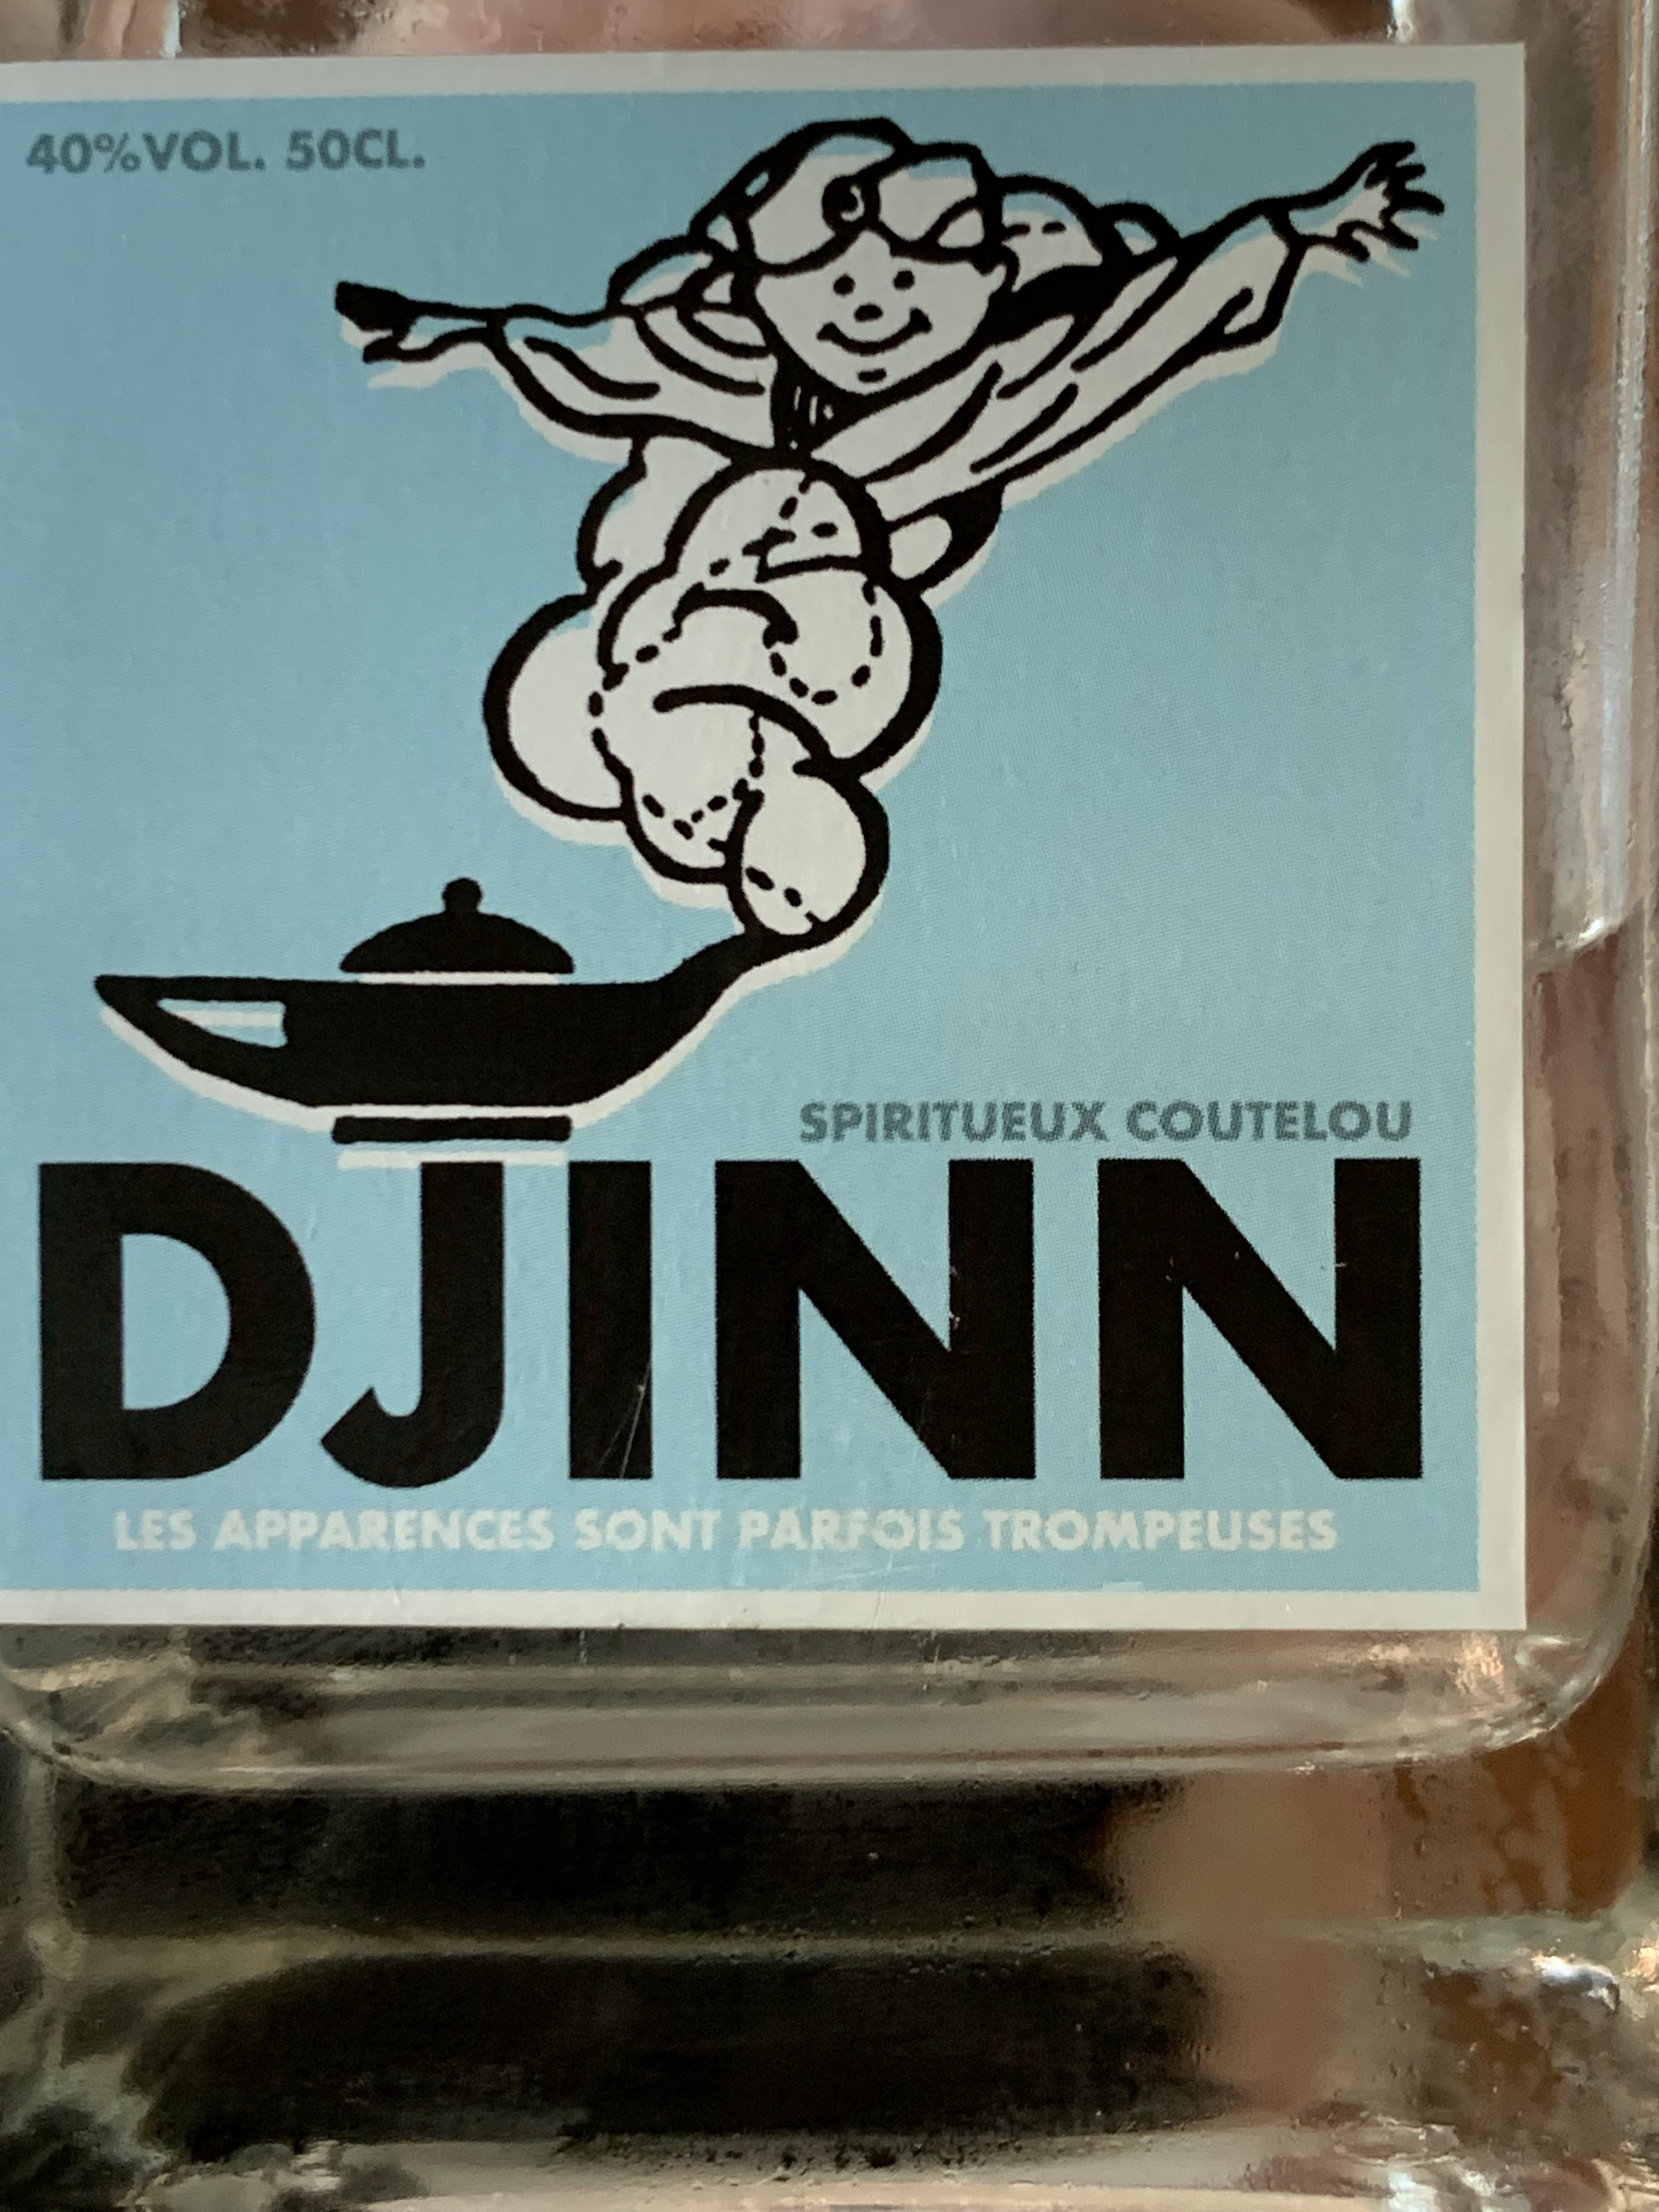 40%VOL. 50CL.
SPIRITUEUX COUTELOU
DJINN
LES APPARENCES SONT PARFOIS TROMPEUSES